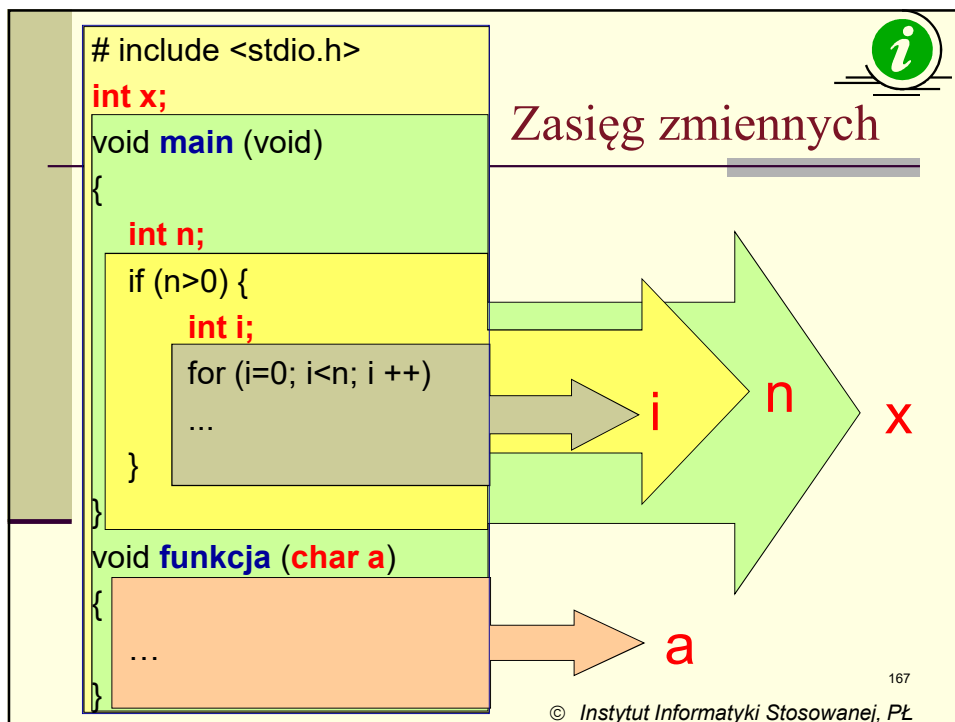 # include <stdio.h>
int x;
Zasięg zmiennych
void main (void)
{
int n;
if (n>0) {
int i;
for (i=0; i<n; i ++)
...
}
}
i
n
x
void funkcja (char a)
{
…
}
a
167
© Instytut Informatyki Stosowanej, PŁ